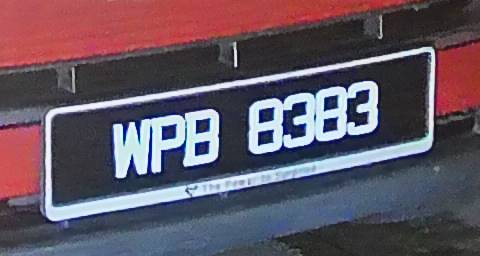 WPB 8383
The Power to Surprise